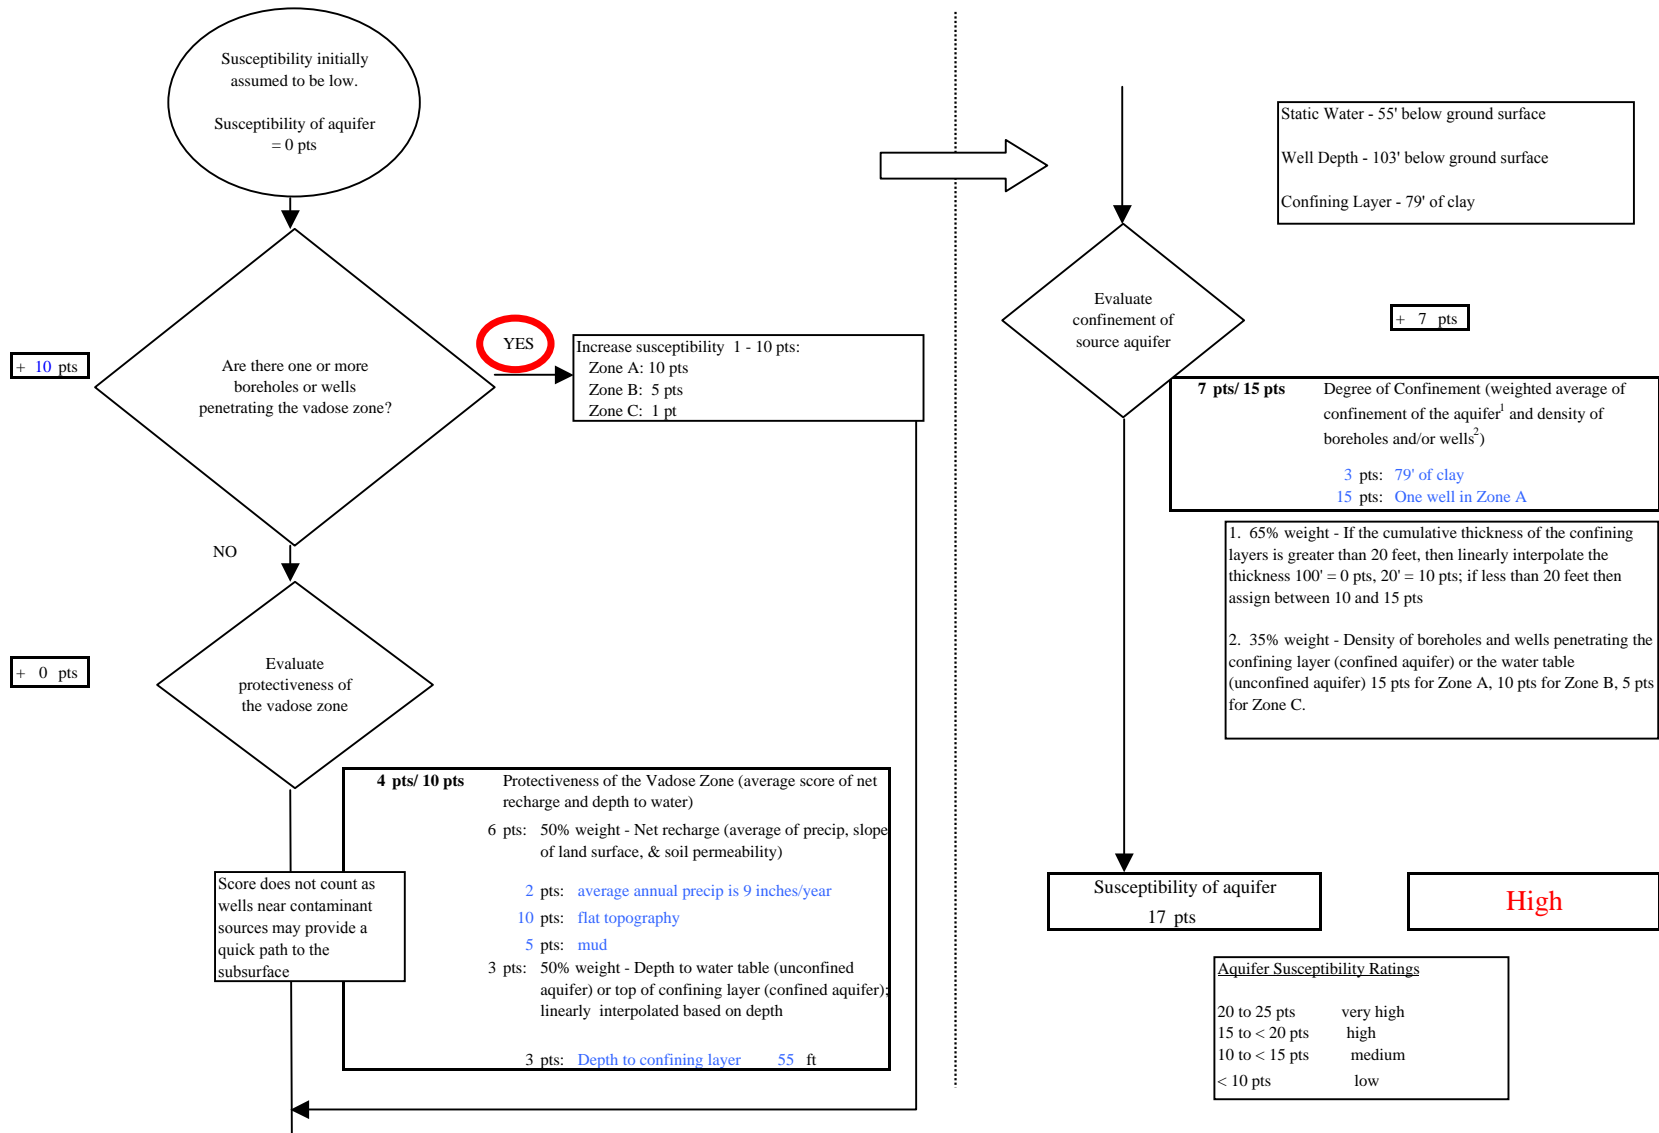 Susceptibility initially
assumed to be low.
Susceptibility of aquifer
= 0 pts
+ 10 pts
Are there one or more
boreholes or wells
penetrating the vadose zone?
YES
Increase susceptibility 1 - 10 pts:
Zone A: 10 pts
Zone B: 5 pts
Zone C: 1 pt
NO
+ 0 pts
Evaluate
protectiveness of
the vadose zone
4 pts/ 10 pts Protectiveness of the Vadose Zone (average score of net
recharge and depth to water)
6 pts: 50% weight - Net recharge (average of precip, slope
of land surface, & soil permeability)
2 pts: average annual precip is 9 inches/year
10 pts: flat topography
5 pts: mud
3 pts: 50% weight - Depth to water table (unconfined
aquifer) or top of confining layer (confined aquifer);
linearly interpolated based on depth
3 pts: Depth to confining layer 55 ft
Score does not count as
wells near contaminant
sources may provide a
quick path to the
subsurface
Static Water - 55' below ground surface
Well Depth - 103' below ground surface
Confining Layer - 79' of clay
Evaluate
confinement of
source aquifer
+ 7 pts
7 pts/ 15 pts Degree of Confinement (weighted average of
confinement of the aquifer1 and density of
boreholes and/or wells2)
3 pts: 79' of clay
15 pts: One well in Zone A
1. 65% weight - If the cumulative thickness of the confining
layers is greater than 20 feet, then linearly interpolate the
thickness 100' = 0 pts, 20' = 10 pts; if less than 20 feet then
assign between 10 and 15 pts
2. 35% weight - Density of boreholes and wells penetrating the
confining layer (confined aquifer) or the water table
(unconfined aquifer) 15 pts for Zone A, 10 pts for Zone B, 5 pts
for Zone C.
Susceptibility of aquifer
17 pts
High
Aquifer Susceptibility Ratings
20 to 25 pts very high
15 to < 20 pts high
10 to < 15 pts medium
< 10 pts low